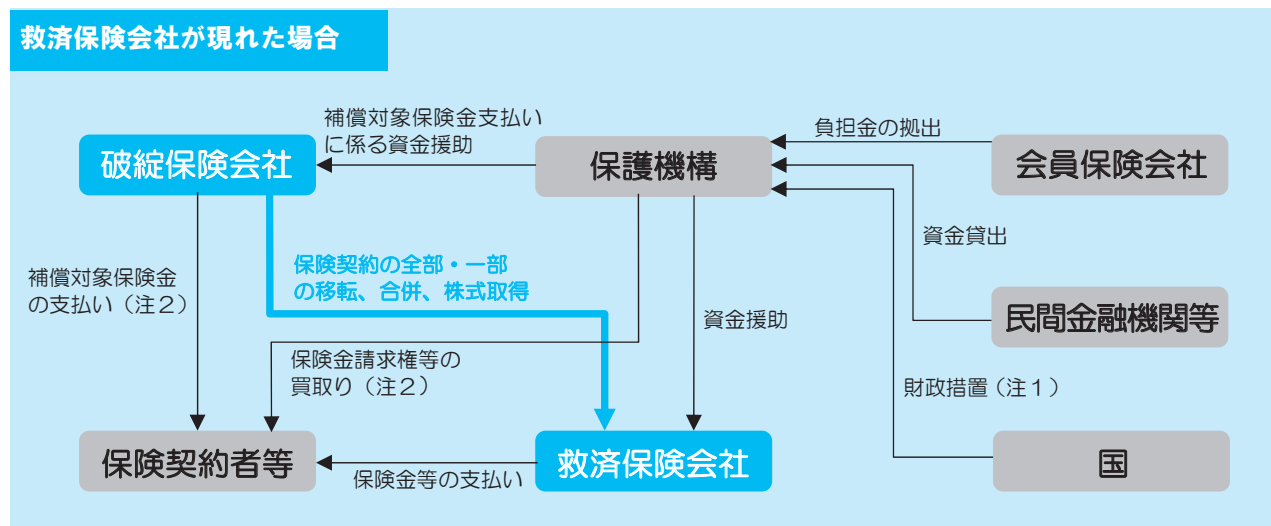 救済保険会社が現れた場合
補償対象保険金支払い
に係る資金援助
負担金の拠出
破綻保険会社
保護機構
会員保険会社
資金貸出
保険契約の全部・一部
の移転、合併、株式取得
補償対象保険金
の支払い（注２）
資金援助
民間金融機関等
保険金請求権等の
買取り（注２）
財政措置（注１）
保険契約者等
救済保険会社
国
保険金等の支払い